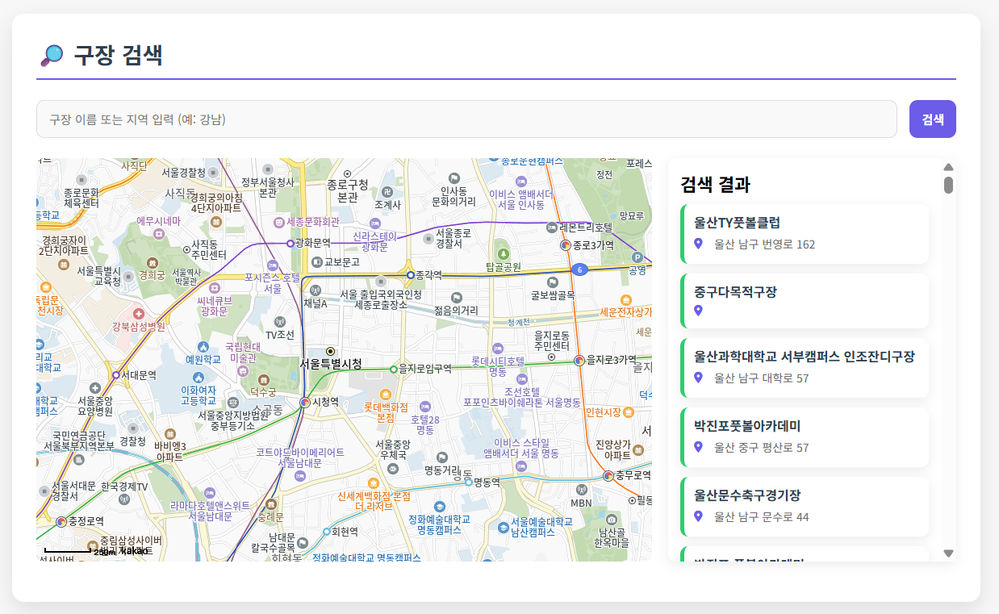 구장 검색
구장 이름 또는 지역 입력 (예: 강남)
검색
사직단
서울경찰청
정부서울청사
본관
종로구청
본관
인사동
문화의거리
종로문현캠퍼스
정전
포레스
종로문화
체육센터
사직동
경희궁의아침
4단지아파트
조계사
이비스 앰배서더
서울 인사동
망묘루
등학교
에무시네마
세종문화회관
신라스테이
광화문
서울종로
경찰서
레몬트리호텔
경희궁자이
2단지아파트
사직동
주민센터
광화문역
종로3가역
서울특별시
교육청
경희궁
서울역사
박물관
포시즌스 호텔
서울
교보문고
종각역
탑골공원
6
공영
독립문
천시장
씨네큐브
광화문
채널A
서울 출입국외국인청
세종로출장소
젊음의거리
굴보쌈골목
세운전자상가
강북삼성병원
TV조선
청계천
세운
을지로동
주민센터
리교
대학교
예원학교
국립현대
미술관
서울특별시청
을지로입구역
롯데시티호텔
명동
을지로3가역
을지
서대문역
이화여자
고등학교
덕수궁
시청역
조선호텔
포포인츠바이쉐라톤 서울명동
대학교
캠퍼스
서울중앙
요양병원
서울중앙지방법원
중부등기소
소공동
롯데백화점
본점
호텔28
명동
인현시장
덕수
국민연금공단
서울북부지역본부
경찰청
바비엥3
아파트
코트야드바이메리어트
서울남대문
서울중앙
우체국
명동거리
명동
이비스 스타일
앰배서더 서울 명동
진양상가
아파트
서
명동역
충무로역
서울서대문
경찰서
한국경제TV
라마다호텔앤스위트
서울남대문
숭례문
신세계백화점 본점
더 리저브
정화예술대학교
명동캠퍼스
MBN
필동
충정로역
중림삼성사이버
빌리지아파트
남대문
칼국수골목
회현역
회현동
서울예술대학교
남산캠퍼스
남산골
한옥마을
정화예술대학교 명동캠퍼스
성사이버
250m
kakao
검색 결과
울산TY풋볼클럽
울산 남구 번영로 162
중구다목적구장
울산과학대학교 서부캠퍼스 인조잔디구장
울산 남구 대학로 57
박진포풋볼아카데미
울산 중구 평산로 57
울산문수축구경기장
울산 남구 문수로 44